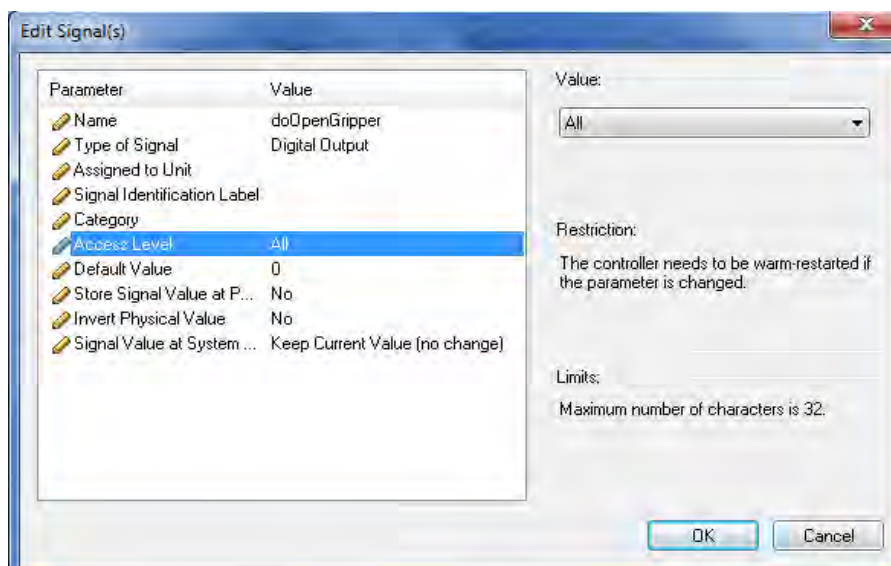 Edit Signal(s)
Parameter Value
Name doOpenGripper
Type of Signal Digital Output
Assigned to Unit
Signal Identification Label
Category
Access Level All
Default Value 0
Store Signal Value at P... No
Invert Physical Value No
Signal Value at System ... Keep Current Value (no change)
Value:
All
Restriction:
The controller needs to be warm-restarted if
the parameter is changed.
Limits:
Maximum number of characters is 32.
OK Cancel